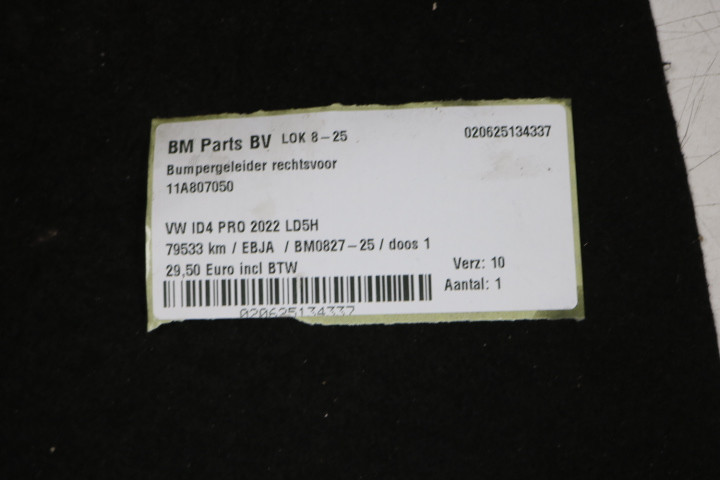 BM Parts BV LOK 8-25 020625134337
Bumpergeleider rechtsvoor
11A807050
VW ID4 PRO 2022 LD5H
79533 km / EBJA / BM0827-25 / doos 1
29,50 Euro incl BTW Verz: 10
Aantal: 1
020625134337